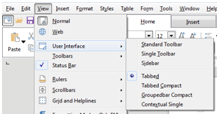 File Edit View Insert Format Styles Table Form Tools Window Help
Normal Home Insert
Web
Paste
User Interface Standard Toolbar
Toolbars Single Toolbar
Status Bar Sidebar
Tabbed
Rulers Tabbed Compact
Scrollbars Groupedbar Compact
Grid and Helplines Contextual Single